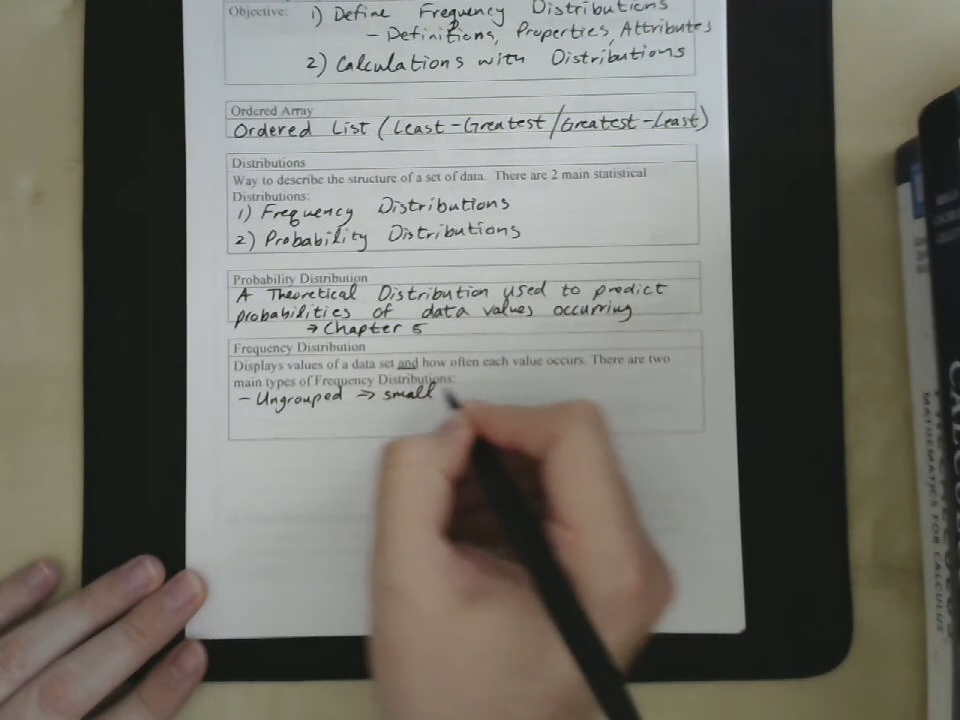 Objective: 1) Define Frequency Distributions
- Definitions, Properties, Attributes
2) Calculations with Distributions
Ordered Array
Ordered List (Least-Greatest/Greatest-Least)
Distributions
Way to describe the structure of a set of data. There are 2 main statistical
Distributions:
1) Frequency Distributions
2) Probability Distributions
Probability Distribution
A Theoretical Distribution used to predict
probabilities of data values occurring
→ Chapter 5
Frequency Distribution
Displays values of a data set and how often each value occurs. There are two
main types of Frequency Distributions:
- Ungrouped → small
MATHEMATICS FOR CALCULUS